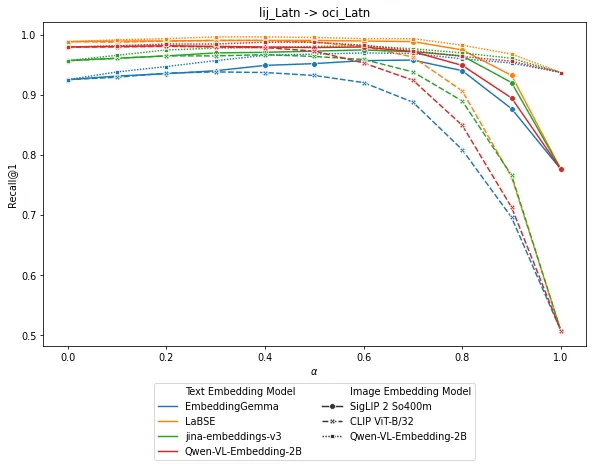 lij_Latn -> oci_Latn
1.0
0.9
0.8
0.7
0.6
0.5
Recall@1
0.0 0.2 0.4 0.6 0.8 1.0
α
Text Embedding Model Image Embedding Model
EmbeddingGemma SigLIP 2 So400m
LaBSE CLIP ViT-B/32
jina-embeddings-v3 Qwen-VL-Embedding-2B
Qwen-VL-Embedding-2B